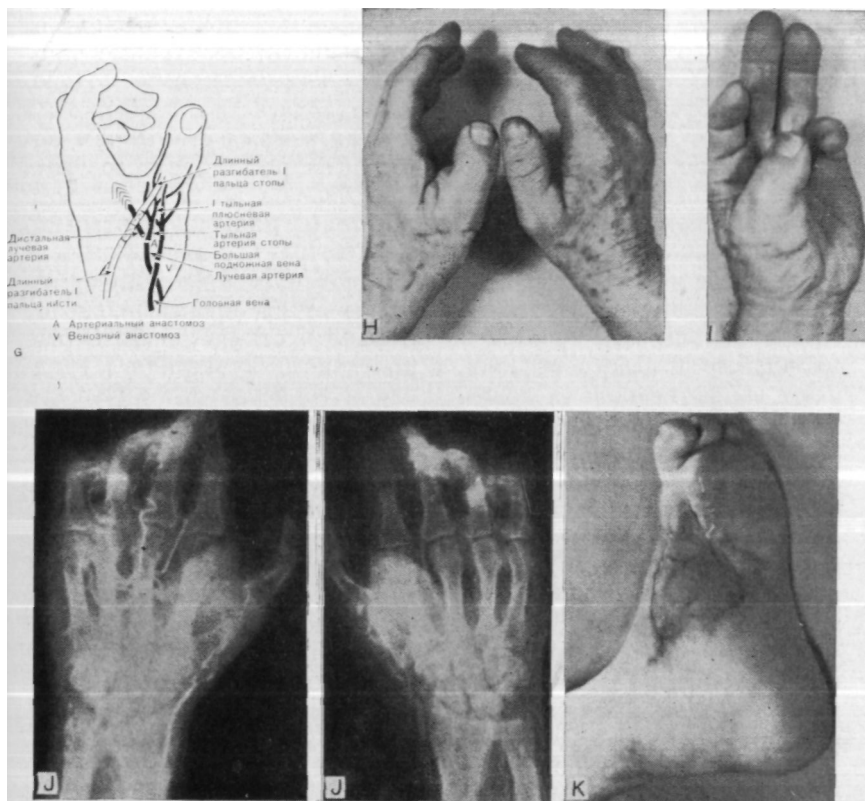 Длинный
разгибатель I
пальца стопы
I тыльная
плюсневая
артерия
Тыльная
артерия стопы
Большая
подкожная вена
Лучевая артерия
Головная вена
Дистальная
лучевая
артерия
Длинный
разгибатель I
пальца кисти
A Артериальный анастомоз
V Венозный анастомоз
A
V
G
H
I
J
J
K